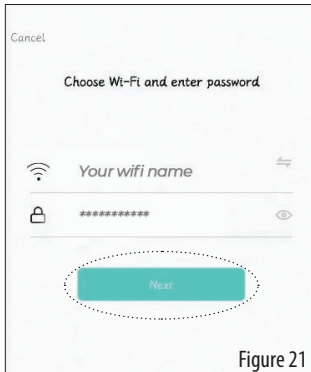 Cancel
Choose Wi-Fi and enter password
Your wifi name
***********
Next
Figure 21